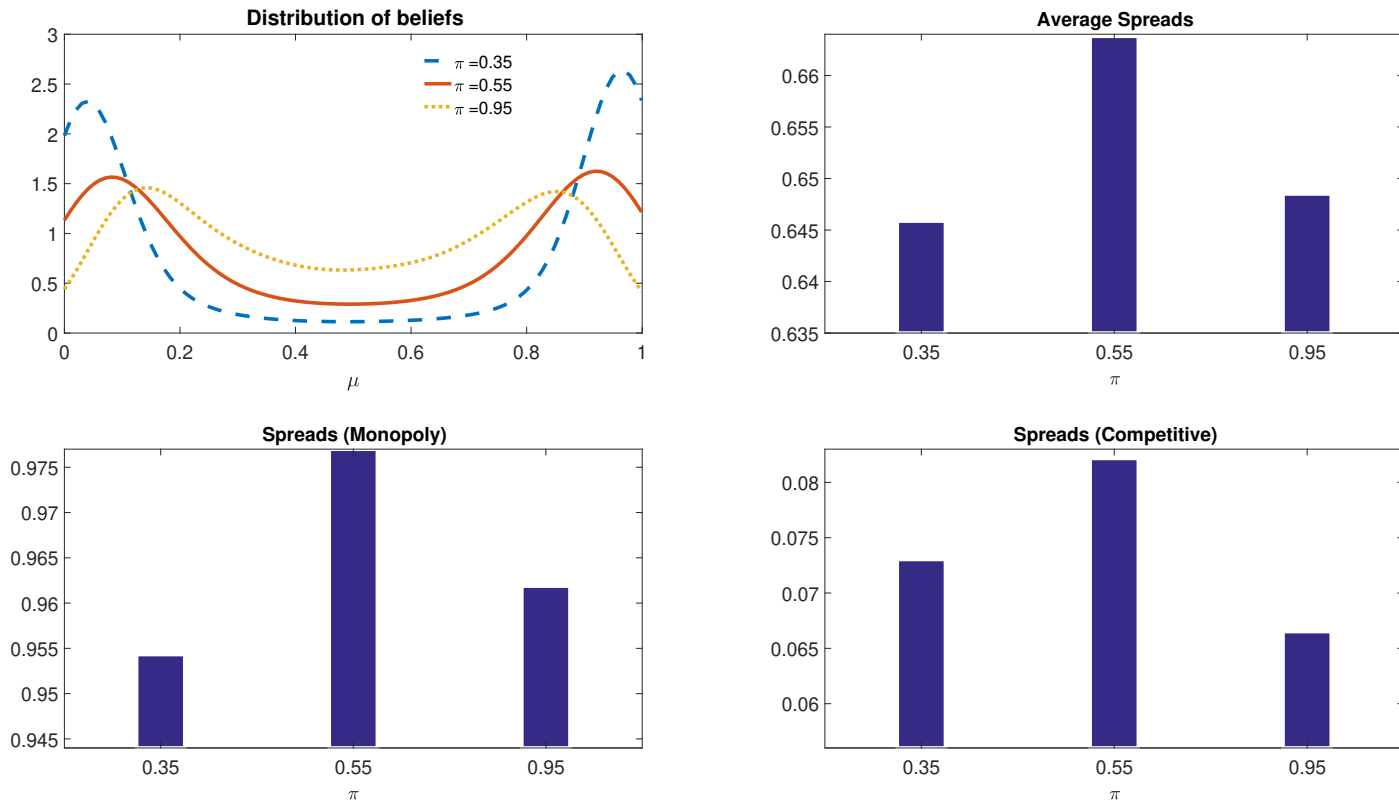 Distribution of beliefs
3
2.5
2
1.5
1
0.5
0
0 0.2 0.4 0.6 0.8 1
μ
π =0.35
π =0.55
π =0.95
Average Spreads
0.66
0.655
0.65
0.645
0.64
0.635
0.35 0.55 0.95
π
Spreads (Monopoly)
0.975
0.97
0.965
0.96
0.955
0.95
0.945
0.35 0.55 0.95
π
Spreads (Competitive)
0.08
0.075
0.07
0.065
0.06
0.35 0.55 0.95
π